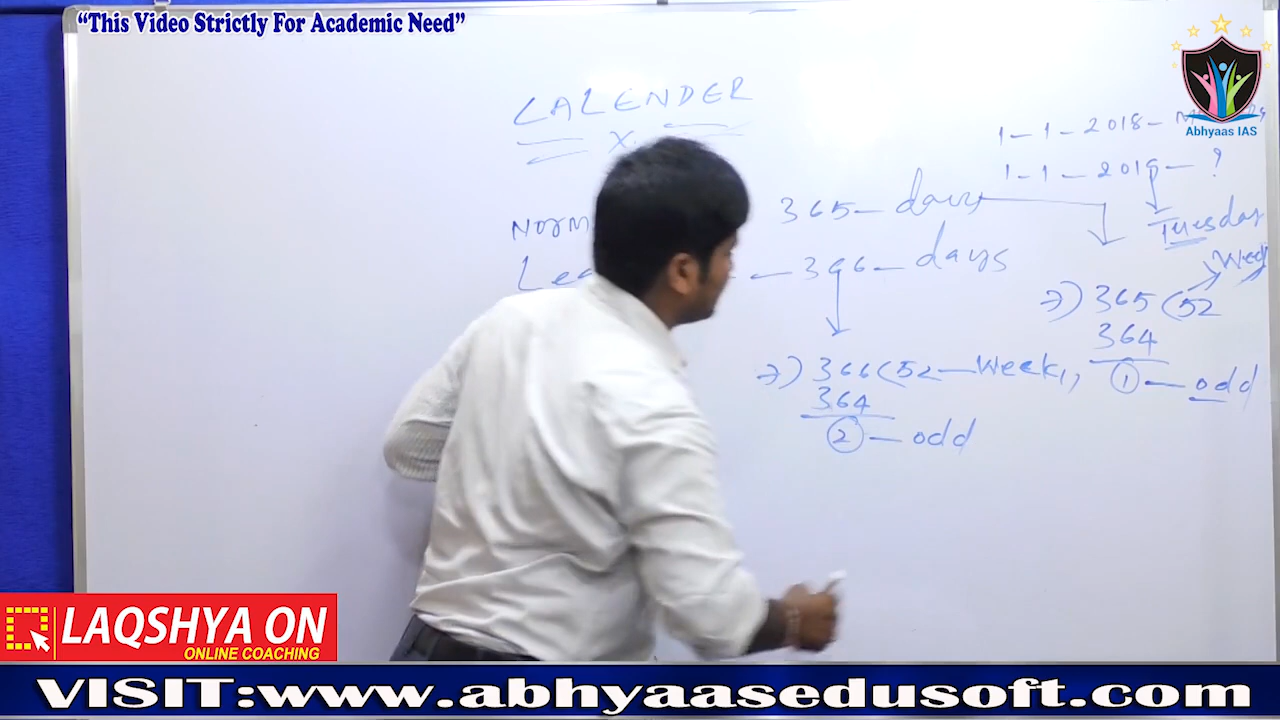 “This Video Strictly For Academic Need”
Abhyaas IAS
CALENDER
x
1-1-2018-
1-1-2019-?
Tuesday
365-days
-366-days
Week
⇒)365(52
364
1-odd
⇒)366(52-Weeks,
364
2-odd
LAQSHYA ON
ONLINE COACHING
VISIT:www.abhyaasedusoft.com